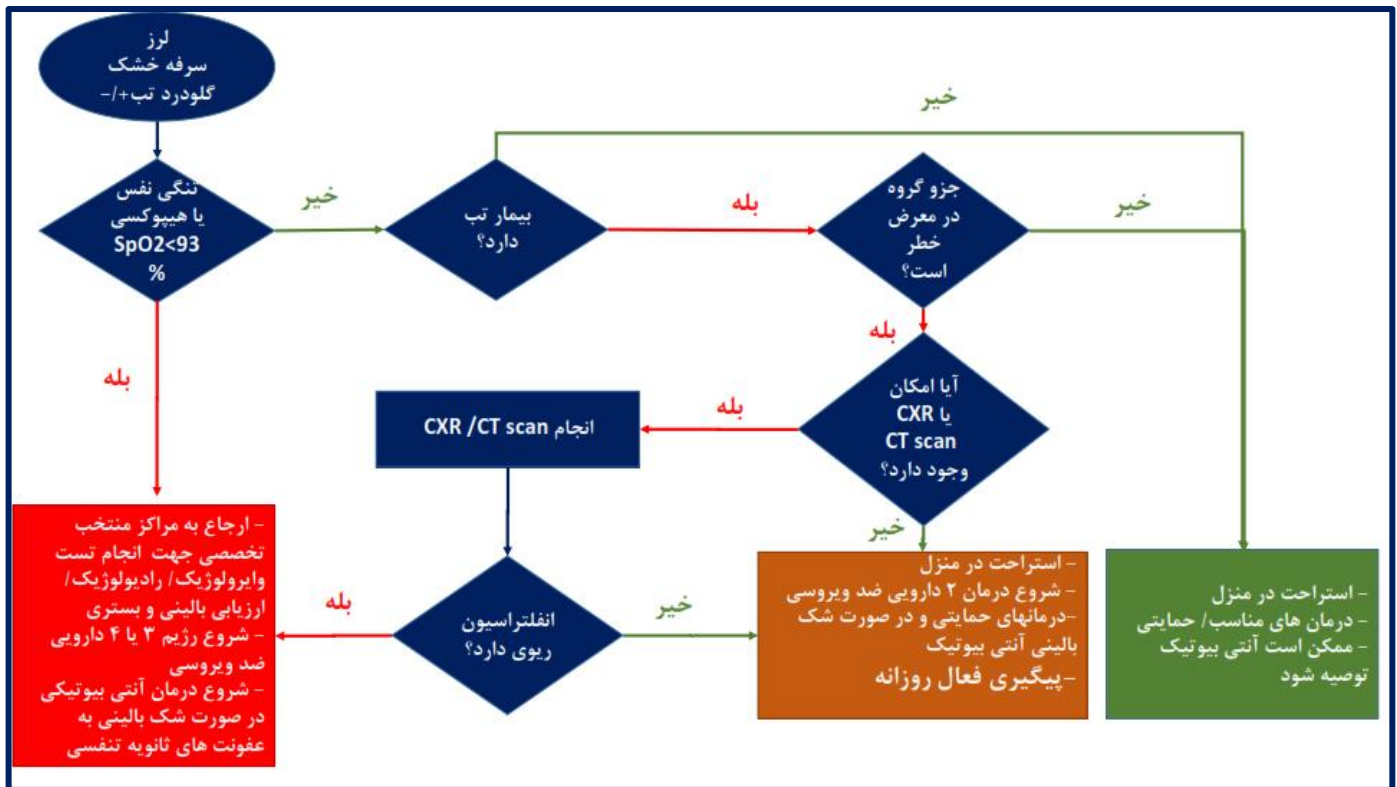 لرز
سرفه خشک
گلودرد تب+/-
خیر
تنگی نفس
یا هیپوکسی
SpO2<93
%
خیر
بیمار تب
دارد؟
بله
جزو گروه
در معرض
خطر
است؟
خیر
بله
بله
آیا امکان
CXR یا
CT scan
وجود دارد؟
بله
انجام CXR /CT scan
خیر
- ارجاع به مراکز منتخب
تخصصی جهت انجام تست
وایرولوژیک/ رادیولوژیک/
ارزیابی بالینی و بستری
- شروع رژیم ۳ یا ۴ دارویی
ضد ویروسی
- شروع درمان آنتی بیوتیکی
در صورت شک بالینی به
عفونت های ثانویه تنفسی
بله
انفلتراسیون
ریوی دارد؟
خیر
- استراحت در منزل
- شروع درمان ۲ دارویی ضد ویروسی
-درمانهای حمایتی و در صورت شک
بالینی آنتی بیوتیک
-پیگیری فعال روزانه
- استراحت در منزل
- درمان های مناسب/ حمایتی
- ممکن است آنتی بیوتیک
توصیه شود